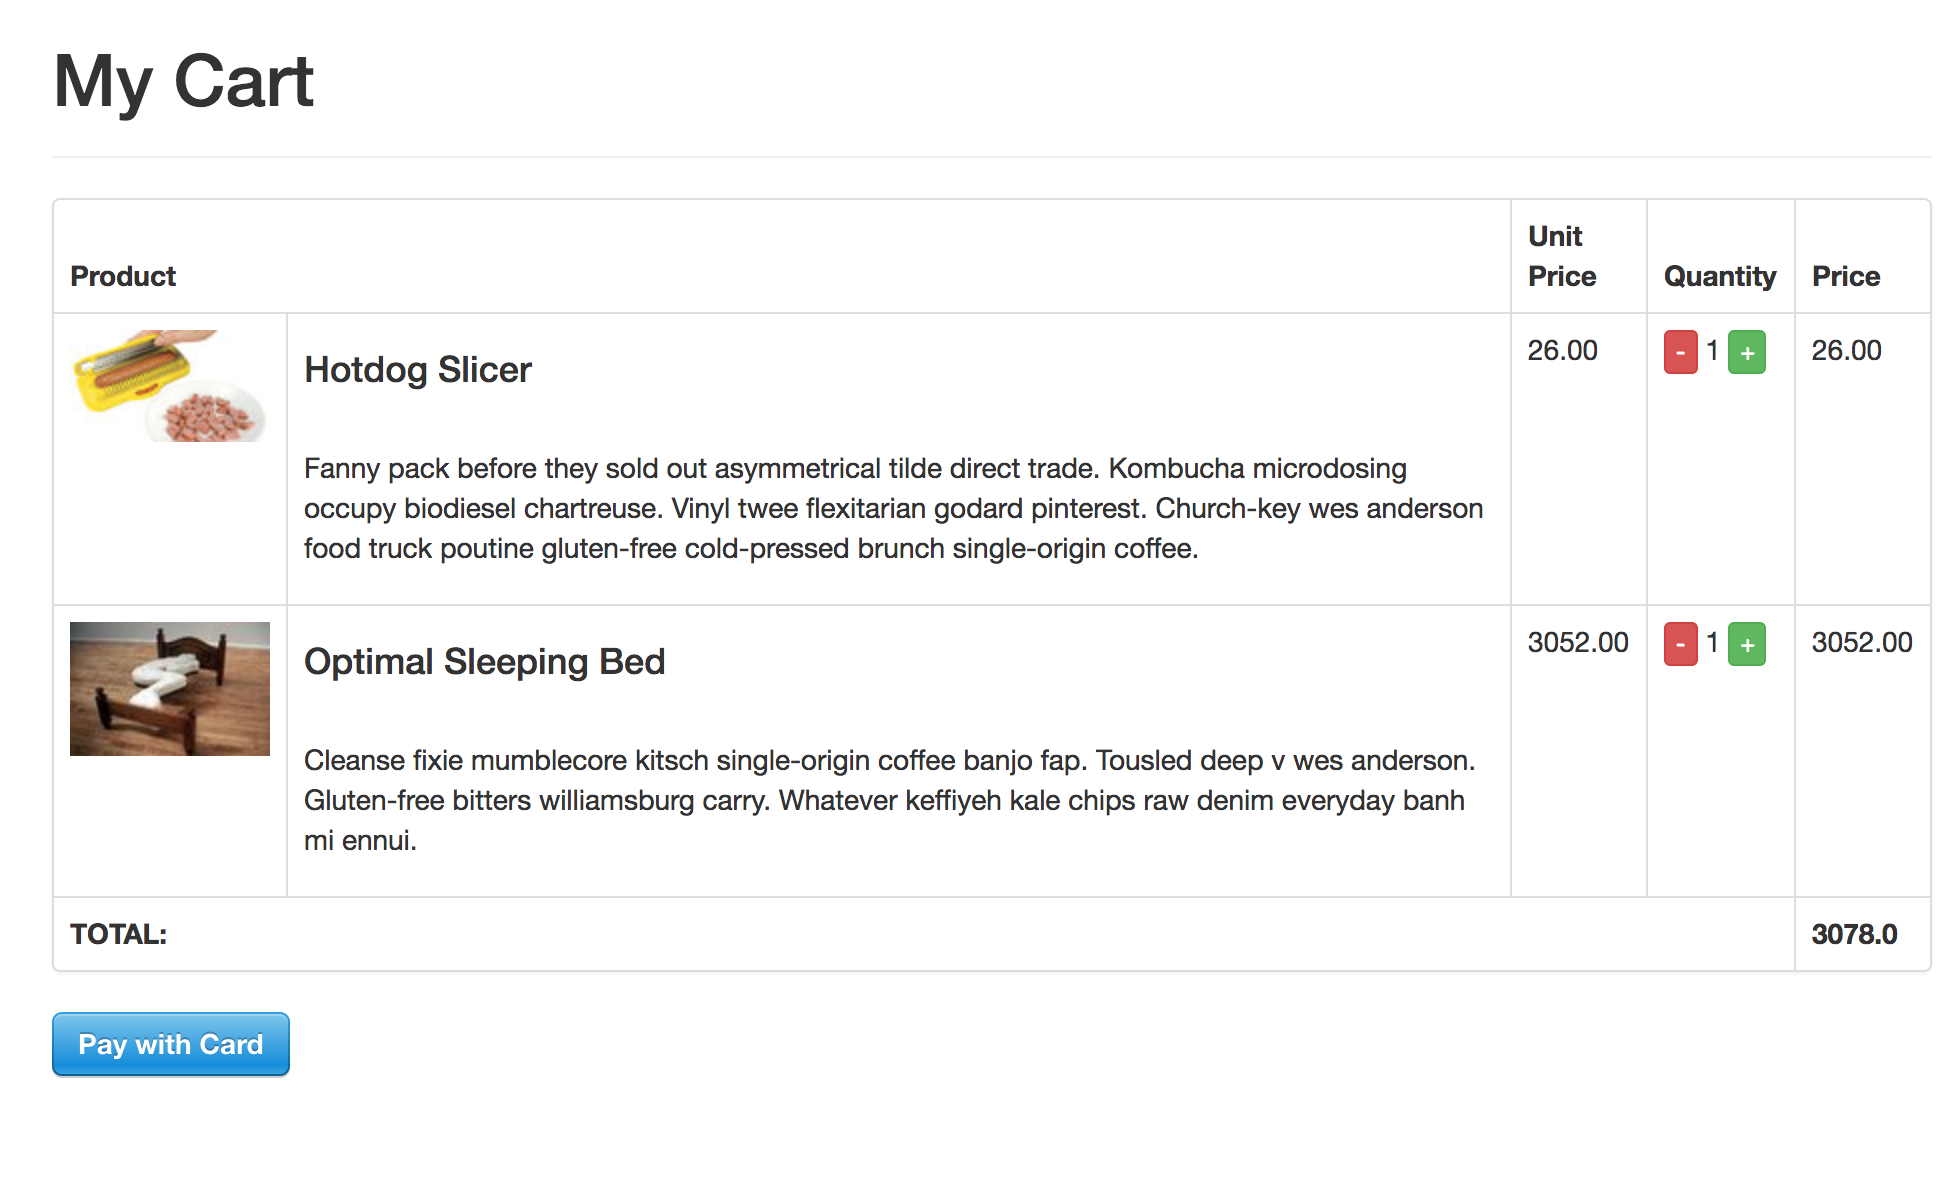 My Cart
Product
Unit
Price
Quantity
Price
Hotdog Slicer
26.00
- 1 +
26.00
Fanny pack before they sold out asymmetrical tilde direct trade. Kombucha microdosing
occupy biodiesel chartreuse. Vinyl twee flexitarian godard pinterest. Church-key wes anderson
food truck poutine gluten-free cold-pressed brunch single-origin coffee.
Optimal Sleeping Bed
3052.00
- 1 +
3052.00
Cleanse fixie mumblecore kitsch single-origin coffee banjo fap. Tousled deep v wes anderson.
Gluten-free bitters williamsburg carry. Whatever keffiyeh kale chips raw denim everyday banh
mi ennui.
TOTAL:
3078.0
Pay with Card